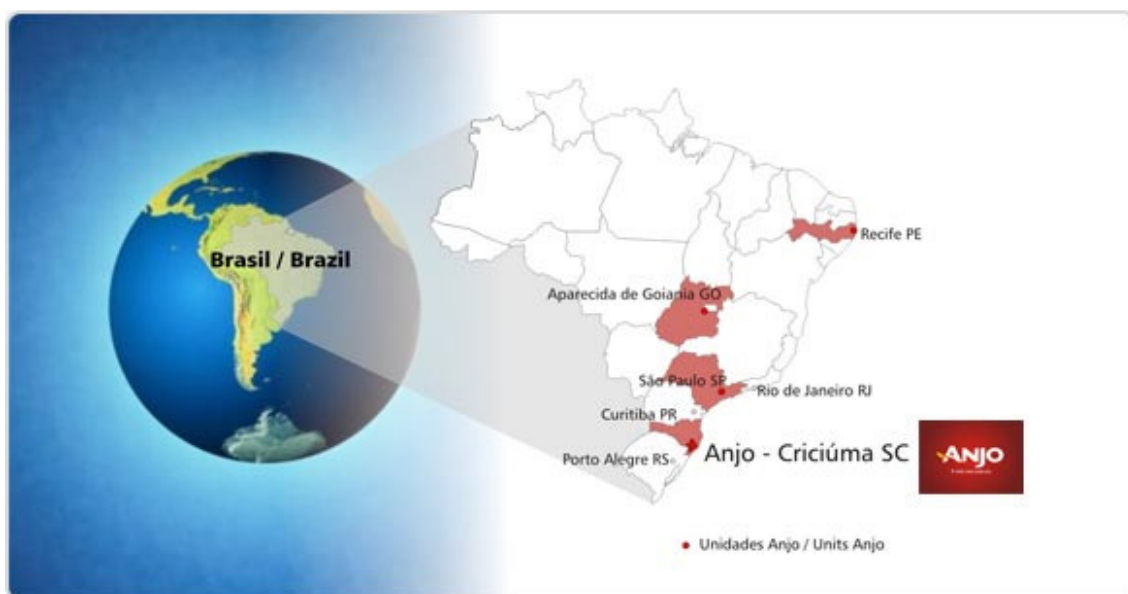 Brasil / Brazil
Recife PE
Aparecida de Goiania GO
São Paulo SP
Rio de Janeiro RJ
Curitiba PR
Anjo - Criciúma SC
ANJO
Porto Alegre RS
Unidades Anjo / Units Anjo